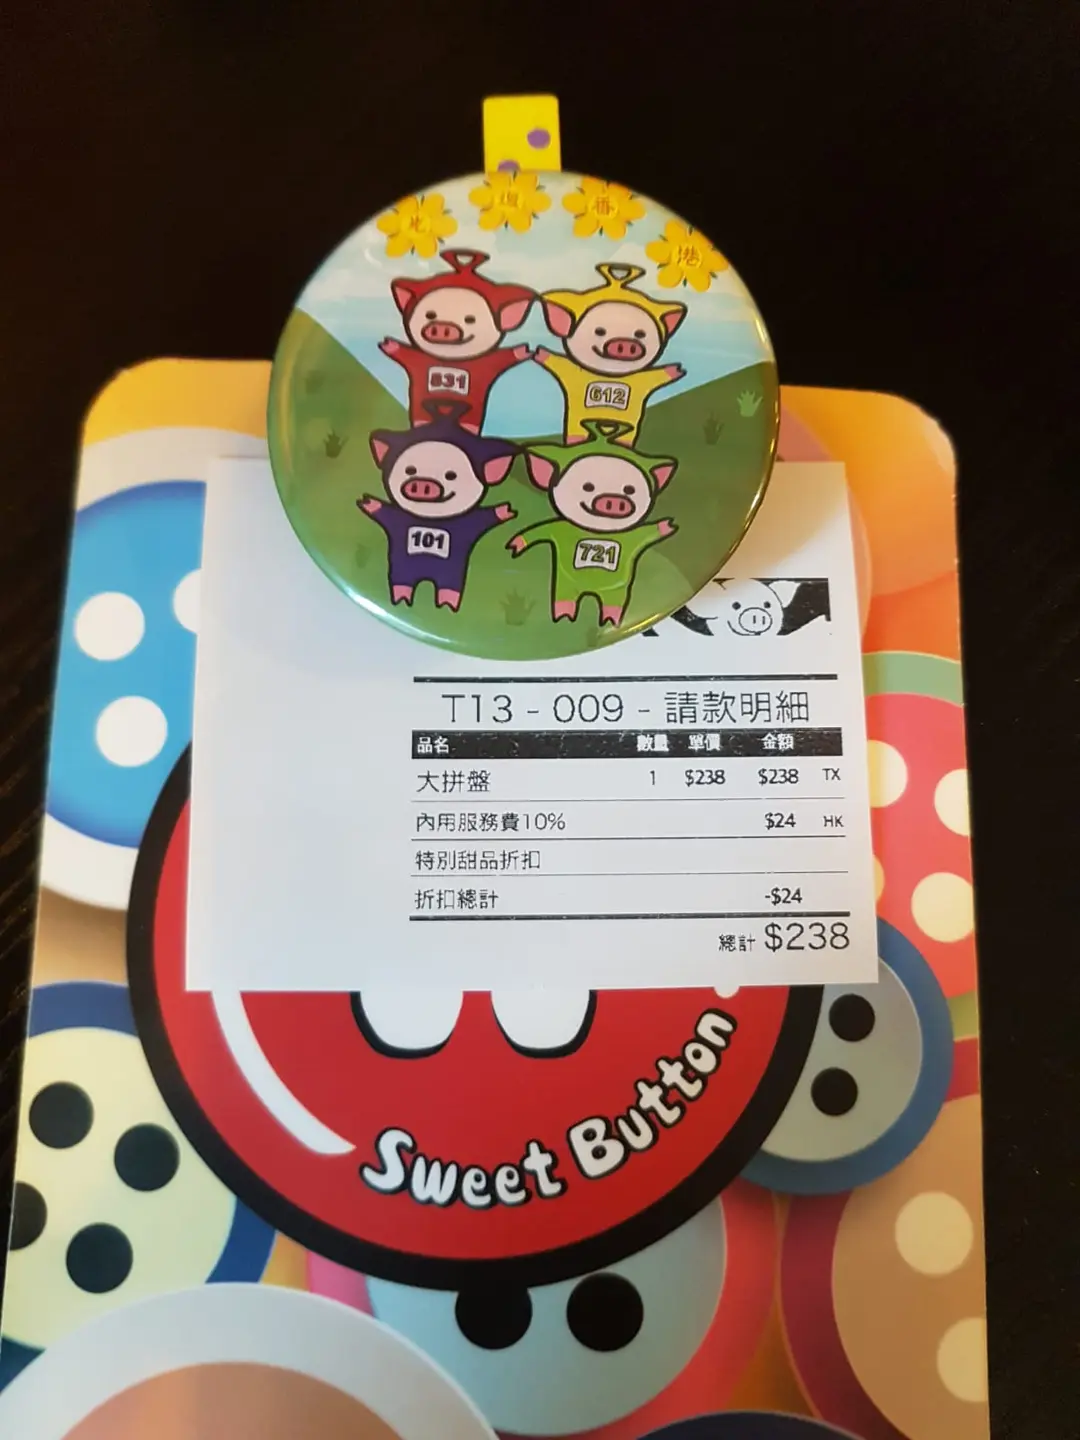 光復香港
831
612
101
721
T13 - 009 - 請款明細
品名 數量 單價 金額
大拼盤 1 $238 $238 TX
內用服務費10% $24 HK
特別甜品折扣
折扣總計 -$24
總計 $238
Sweet Button